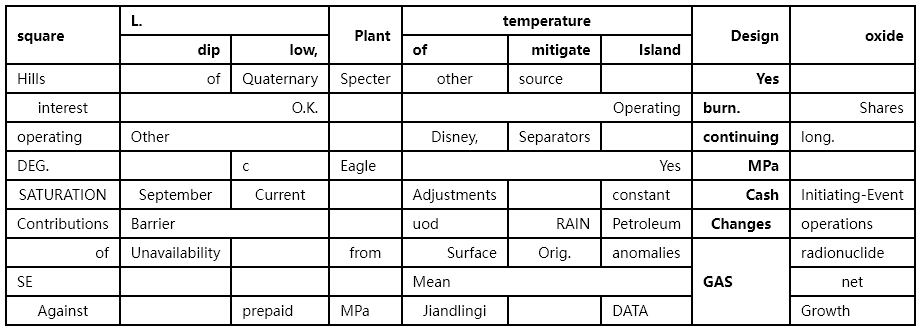 square L. Plant temperature Design oxide
dip low, of mitigate Island
Hills of Quaternary Specter other source Yes
interest O.K. Operating burn. Shares
operating Other Disney, Separators continuing long.
DEG. c Eagle Yes MPa
SATURATION September Current Adjustments constant Cash Initiating-Event
Contributions Barrier uod RAIN Petroleum Changes operations
of Unavailability from Surface Orig. anomalies GAS radionuclide
SE Mean net
Against prepaid MPa Jiandlingi DATA Growth